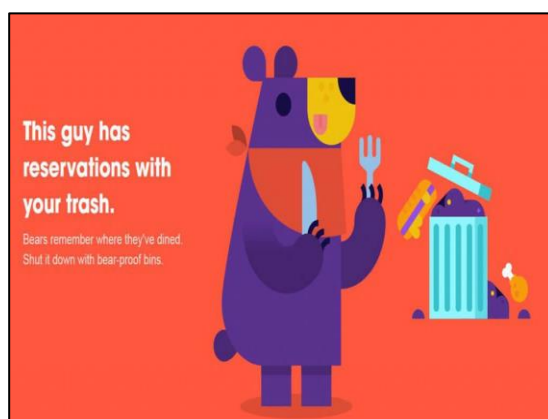 This guy has
reservations with
your trash.
Bears remember where they've dined.
Shut it down with bear-proof bins.